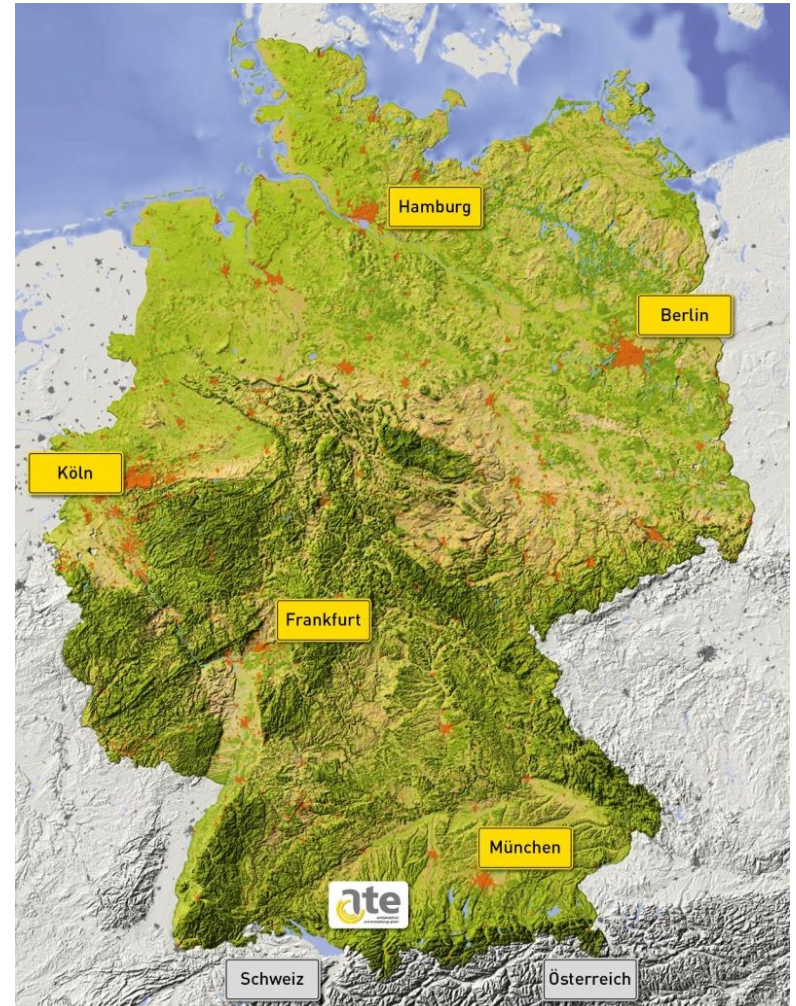 Hamburg
Berlin
Köln
Frankfurt
München
ate
Schweiz
Österreich